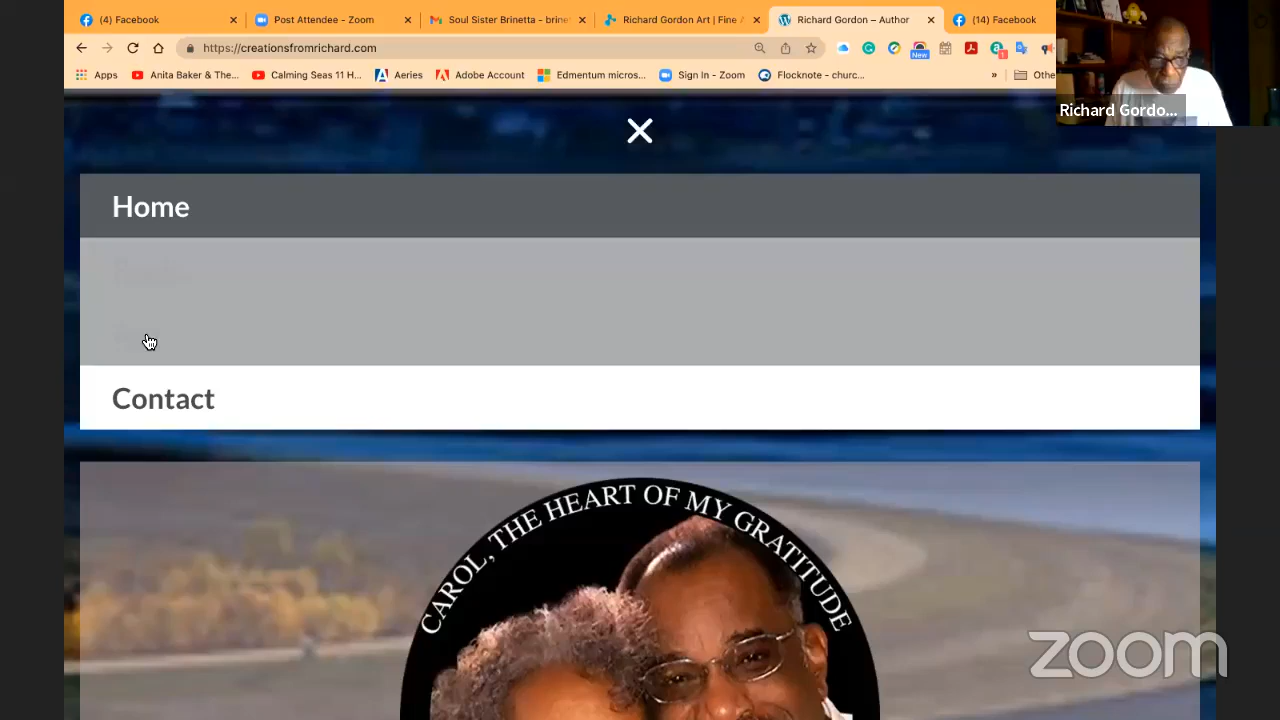 (4) Facebook
Post Attendee - Zoom
Soul Sister Brinetta - brine
Richard Gordon Art | Fine A
Richard Gordon – Author
(14) Facebook
https://creationsfromrichard.com
New
1
Apps
Anita Baker & The...
Calming Seas 11 H...
Aeries
Adobe Account
Edmentum micros...
Sign In - Zoom
Flocknote - churc...
»
Othe
Richard Gordo...
Home
Contact
CAROL, THE HEART OF MY GRATITUDE
zoom